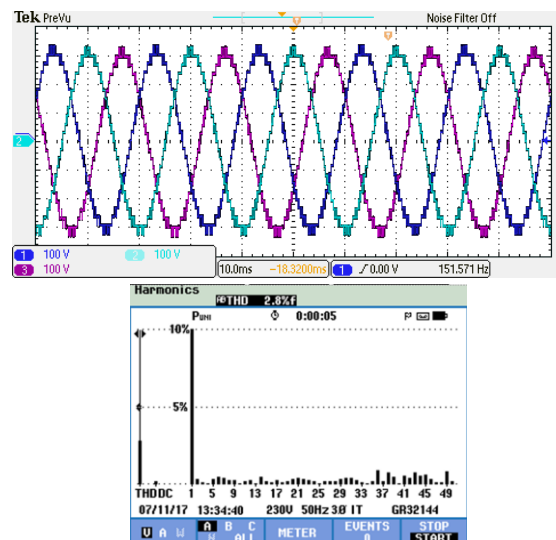 Tek PreVu Noise Filter Off
2
1 100 V 2 100 V
3 100 V 10.0ms -18.3200ms 1 0.00 V 151.571 Hz
Harmonics
THD 2.8%f
PUNI 0:00:05
10%
5%
THDDC 1 5 9 13 17 21 25 29 33 37 41 45 49
07/11/17 13:34:40 230V 50Hz 3Ø IT GR32144
V A W A B C N ALL METER EVENTS 0 STOP START